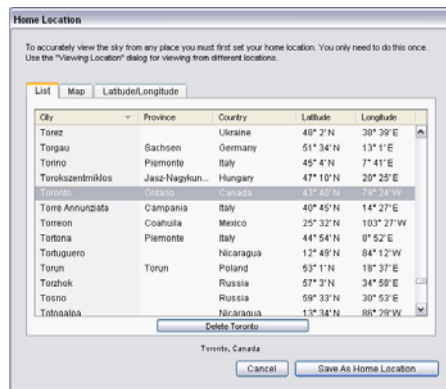 Home Location
To accurately view the sky from any place you must first set your home location. You only need to do this once.
Use the "Viewing Location" dialog for viewing from different locations.
List Map Latitude/Longitude
City Province Country Latitude Longitude
Torez Ukraine 48° 2' N 38° 39' E
Torgau Sachsen Germany 51° 34' N 13° 1' E
Torino Piemonte Italy 45° 4' N 7° 41' E
Torokszentmiklos Jasz-Nagykun... Hungary 47° 10' N 20° 25' E
Toronto Ontario Canada 43° 40' N 79° 24' W
Torre Annunziata Campania Italy 40° 45' N 14° 27' E
Torreon Coahuila Mexico 25° 32' N 103° 27' W
Tortona Piemonte Italy 44° 54' N 8° 52' E
Tortuguero Nicaragua 12° 49' N 84° 12' W
Torun Torun Poland 53° 1' N 18° 37' E
Torzhok Russia 57° 3' N 34° 58' E
Tosno Russia 59° 33' N 30° 53' E
Totogalpa Nicaragua 13° 34' N 86° 29' W
Delete Toronto
Toronto, Canada
Cancel Save As Home Location